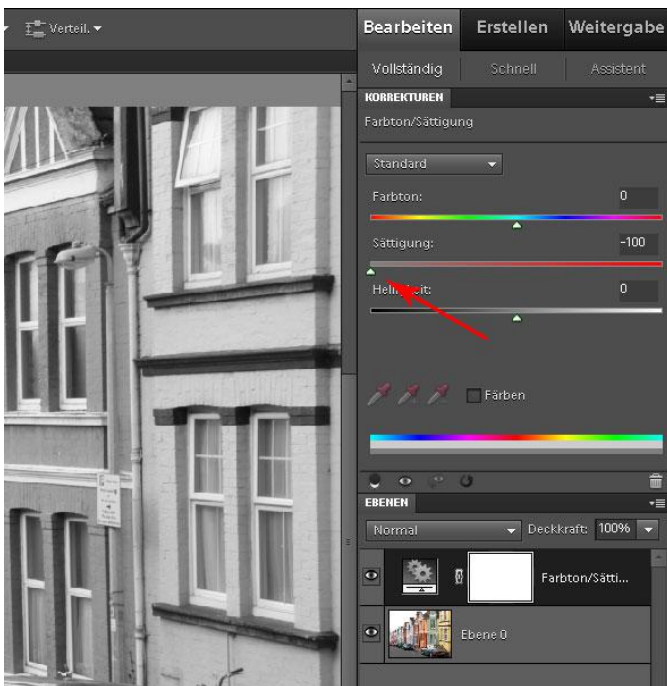 Verteil.
Bearbeiten Erstellen Weitergabe
Vollständig Schnell Assistent
KORREKTUREN
Farbton/Sättigung
Standard
Farbton: 0
Sättigung: -100
0
Färben
EBENEN
Normal Deckkraft: 100%
Farbton/Sätti...
Ebene 0